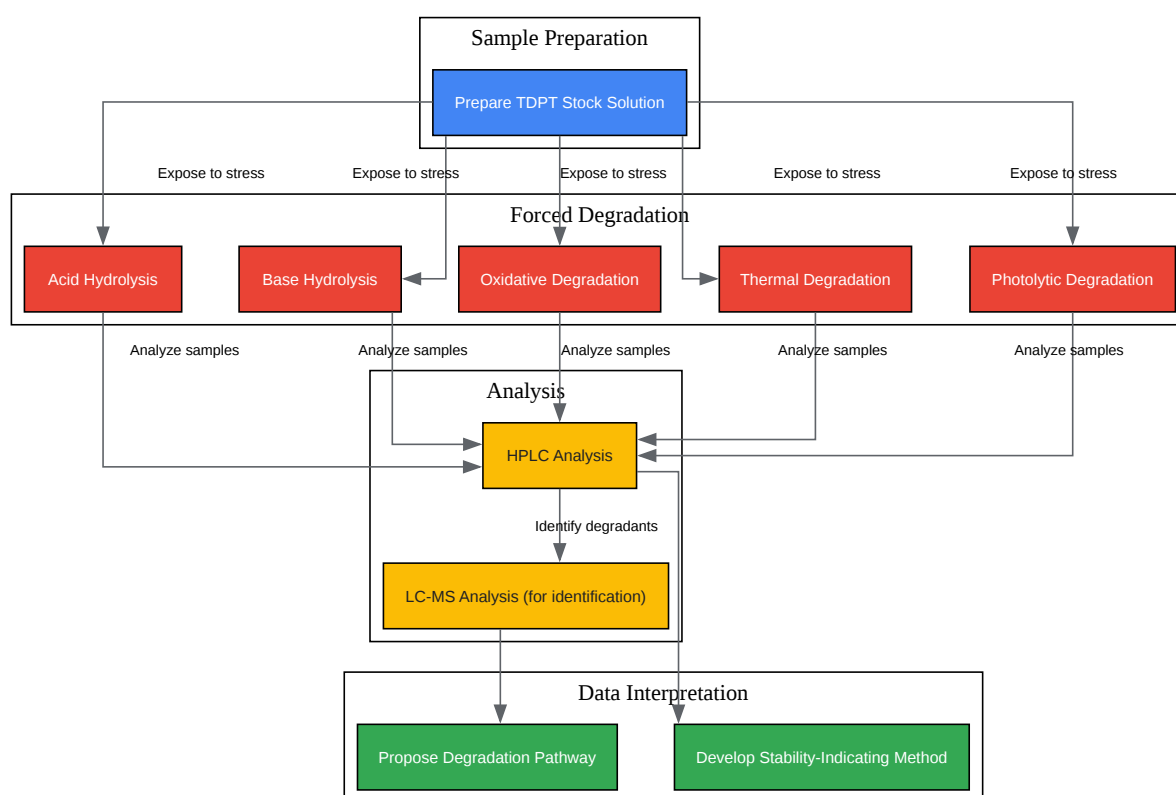 Sample Preparation
Prepare TDPT Stock Solution
Expose to stress
Expose to stress
Expose to stress
Expose to stress
Expose to stress
Forced Degradation
Acid Hydrolysis
Base Hydrolysis
Oxidative Degradation
Thermal Degradation
Photolytic Degradation
Analyze samples
Analyze samples
Analyze samples
Analyze samples
Analyze samples
Analysis
HPLC Analysis
Identify degradants
LC-MS Analysis (for identification)
Data Interpretation
Propose Degradation Pathway
Develop Stability-Indicating Method